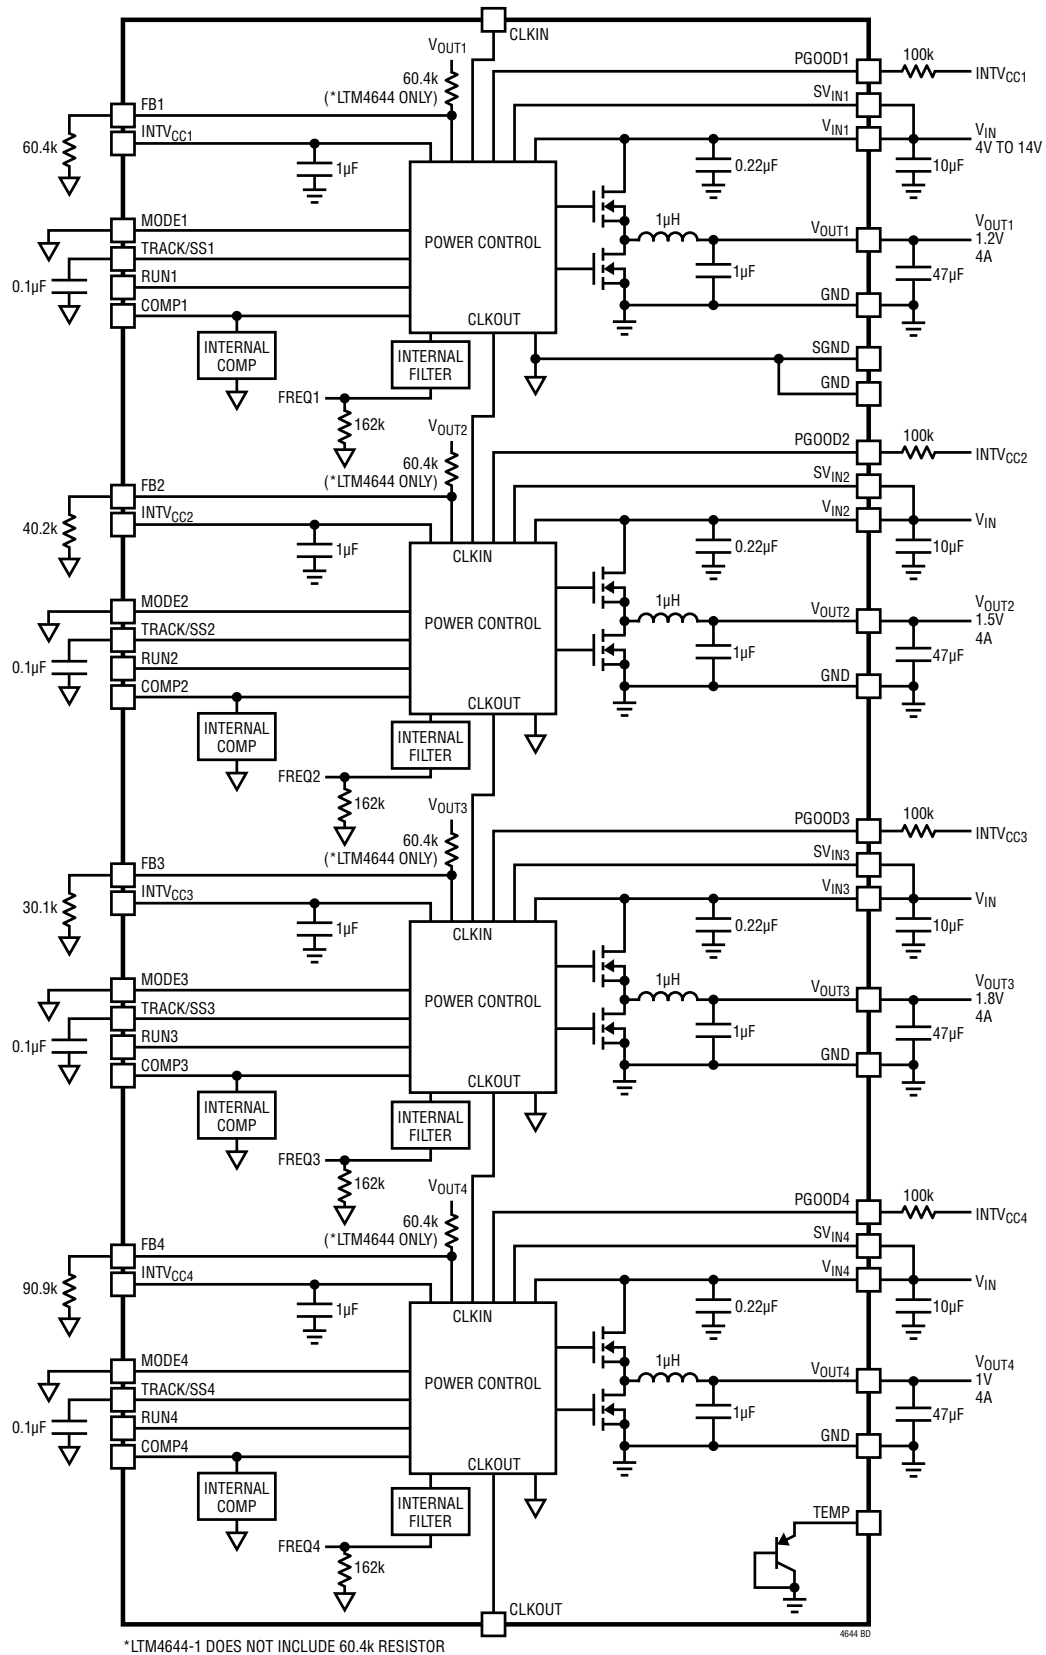 CLKIN
VOUT1
60.4k
(*LTM4644 ONLY)
PGOOD1
100k
INTVCC1
FB1
SVIN1
INTVCC1
VIN1
VIN
4V TO 14V
60.4k
1µF
0.22µF
10µF
MODE1
TRACK/SS1
0.1µF
RUN1
COMP1
POWER CONTROL
1µH
VOUT1
VOUT1
1.2V
4A
1µF
47µF
GND
CLKOUT
INTERNAL
COMP
INTERNAL
FILTER
SGND
GND
FREQ1
162k
VOUT2
60.4k
(*LTM4644 ONLY)
PGOOD2
100k
INTVCC2
FB2
SVIN2
INTVCC2
VIN2
VIN
40.2k
1µF
CLKIN
0.22µF
10µF
MODE2
TRACK/SS2
0.1µF
RUN2
COMP2
POWER CONTROL
1µH
VOUT2
VOUT2
1.5V
4A
1µF
47µF
GND
CLKOUT
INTERNAL
COMP
INTERNAL
FILTER
FREQ2
162k
VOUT3
60.4k
(*LTM4644 ONLY)
PGOOD3
100k
INTVCC3
FB3
SVIN3
INTVCC3
VIN3
VIN
30.1k
1µF
CLKIN
0.22µF
10µF
MODE3
TRACK/SS3
0.1µF
RUN3
COMP3
POWER CONTROL
1µH
VOUT3
VOUT3
1.8V
4A
1µF
47µF
GND
CLKOUT
INTERNAL
COMP
INTERNAL
FILTER
FREQ3
162k
VOUT4
60.4k
(*LTM4644 ONLY)
PGOOD4
100k
INTVCC4
FB4
SVIN4
INTVCC4
VIN4
VIN
90.9k
1µF
CLKIN
0.22µF
10µF
MODE4
TRACK/SS4
0.1µF
RUN4
COMP4
POWER CONTROL
1µH
VOUT4
VOUT4
1V
4A
1µF
47µF
GND
CLKOUT
INTERNAL
COMP
INTERNAL
FILTER
TEMP
FREQ4
162k
CLKOUT
4644 BD
*LTM4644-1 DOES NOT INCLUDE 60.4k RESISTOR